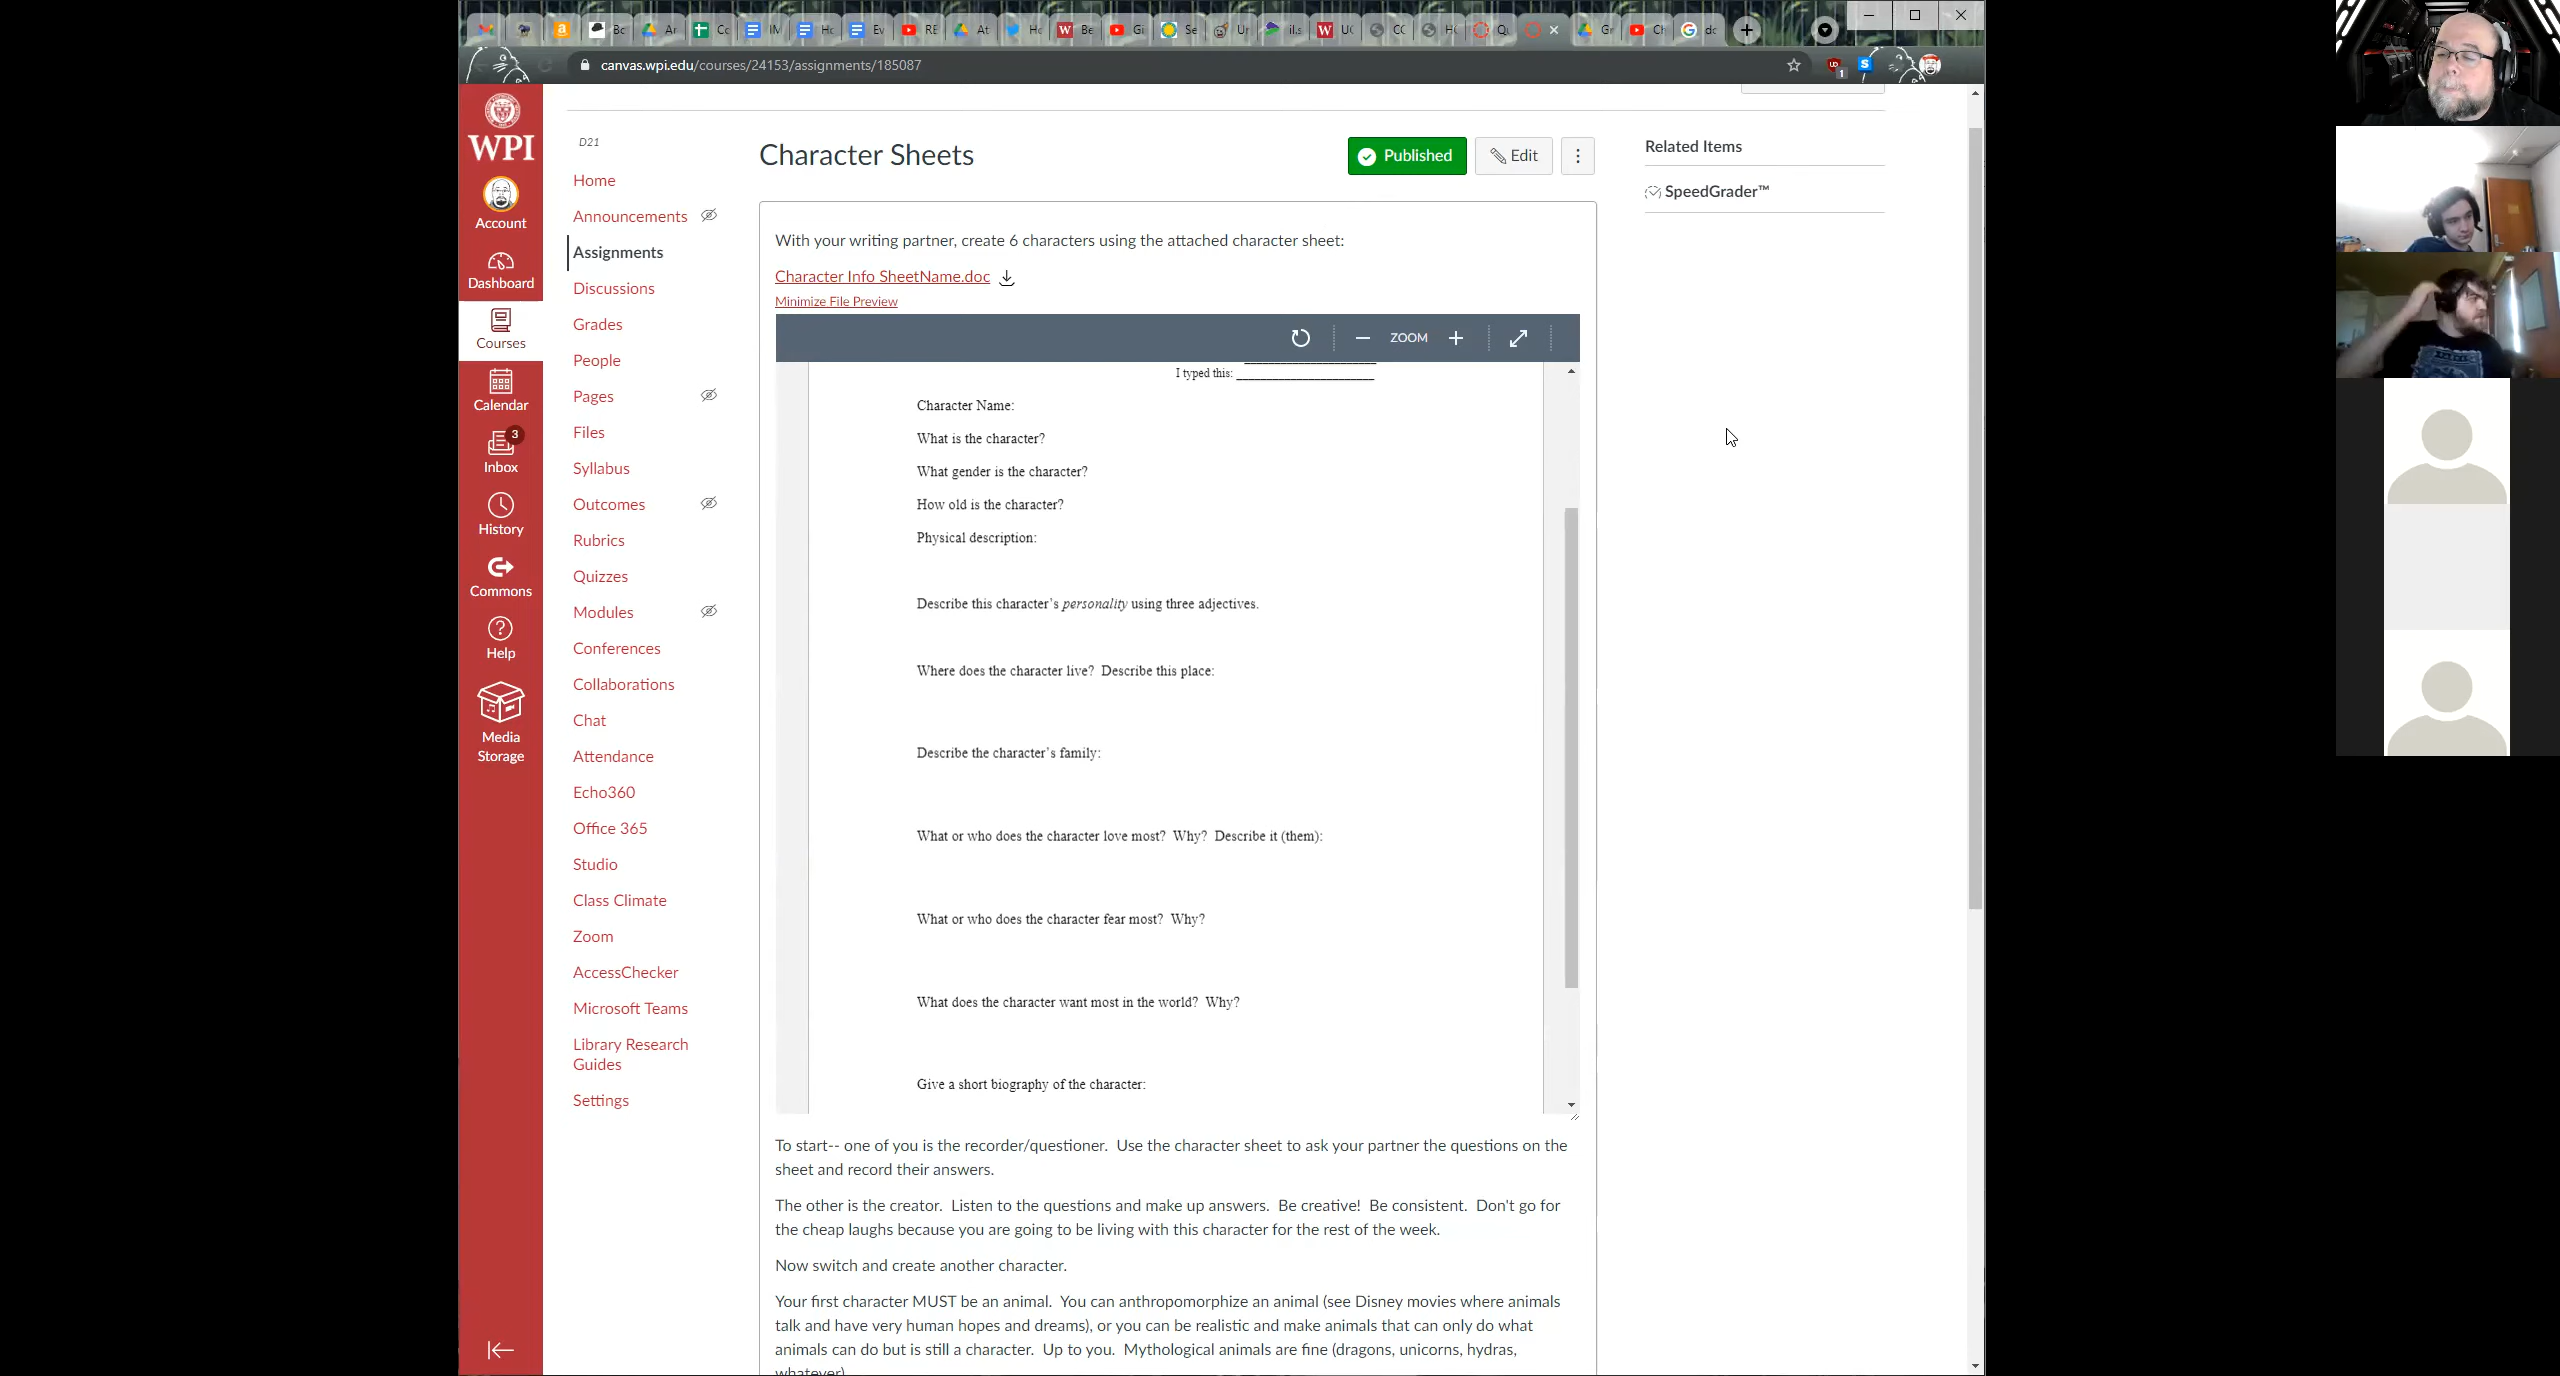 canvas.wpi.edu/courses/24153/assignments/185087
WPI
Account
Dashboard
Courses
Calendar
3
Inbox
History
Commons
Help
Media
Storage
D21
Home
Announcements
Assignments
Discussions
Grades
People
Pages
Files
Syllabus
Outcomes
Rubrics
Quizzes
Modules
Conferences
Collaborations
Chat
Attendance
Echo360
Office 365
Studio
Class Climate
Zoom
AccessChecker
Microsoft Teams
Library Research
Guides
Settings
Character Sheets
Published
Edit
With your writing partner, create 6 characters using the attached character sheet:
Character Info SheetName.doc
Minimize File Preview
ZOOM
I typed this:
Character Name:
What is the character?
What gender is the character?
How old is the character?
Physical description:
Describe this character's personality using three adjectives.
Where does the character live? Describe this place:
Describe the character's family:
What or who does the character love most? Why? Describe it (them):
What or who does the character fear most? Why?
What does the character want most in the world? Why?
Give a short biography of the character:
To start-- one of you is the recorder/questioner. Use the character sheet to ask your partner the questions on the
sheet and record their answers.
The other is the creator. Listen to the questions and make up answers. Be creative! Be consistent. Don't go for
the cheap laughs because you are going to be living with this character for the rest of the week.
Now switch and create another character.
Your first character MUST be an animal. You can anthropomorphize an animal (see Disney movies where animals
talk and have very human hopes and dreams), or you can be realistic and make animals that can only do what
animals can do but is still a character. Up to you. Mythological animals are fine (dragons, unicorns, hydras,
whatever)
Related Items
SpeedGrader™